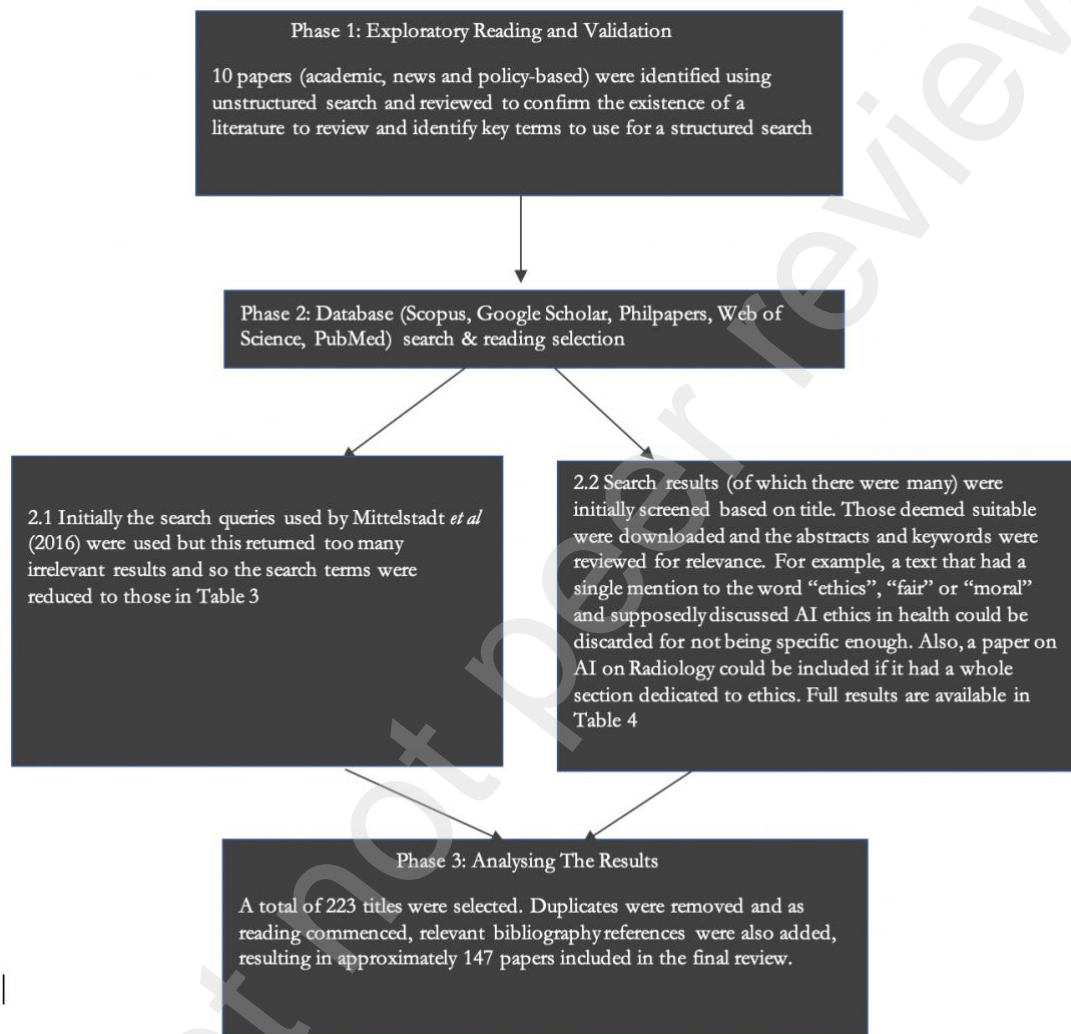 Phase 1: Exploratory Reading and Validation
10 papers (academic, news and policy-based) were identified using
unstructured search and reviewed to confirm the existence of a
literature to review and identify key terms to use for a structured search
Phase 2: Database (Scopus, Google Scholar, Philpapers, Web of
Science, PubMed) search & reading selection
2.1 Initially the search queries used by Mittelstadt et al
(2016) were used but this returned too many
irrelevant results and so the search terms were
reduced to those in Table 3
2.2 Search results (of which there were many) were
initially screened based on title. Those deemed suitable
were downloaded and the abstracts and keywords were
reviewed for relevance. For example, a text that had a
single mention to the word “ethics”, “fair” or “moral”
and supposedly discussed AI ethics in health could be
discarded for not being specific enough. Also, a paper on
AI on Radiology could be included if it had a whole
section dedicated to ethics. Full results are available in
Table 4
Phase 3: Analysing The Results
A total of 223 titles were selected. Duplicates were removed and as
reading commenced, relevant bibliography references were also added,
resulting in approximately 147 papers included in the final review.
not peer review